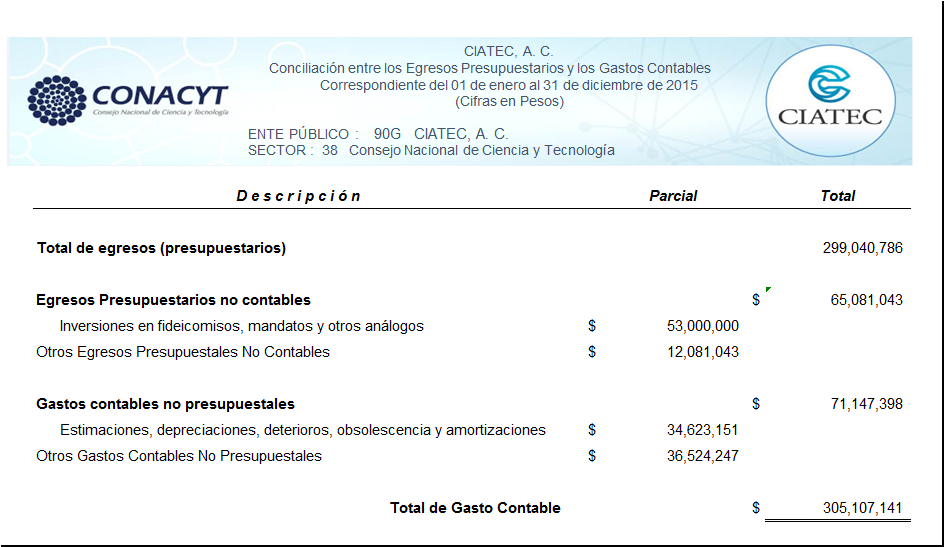 CIATEC, A. C.
Conciliación entre los Egresos Presupuestarios y los Gastos Contables
Correspondiente del 01 de enero al 31 de diciembre de 2015
(Cifras en Pesos)
CONACYT
Consejo Nacional de Ciencia y Tecnología
CIATEC
ENTE PÚBLICO : 90G CIATEC, A. C.
SECTOR : 38 Consejo Nacional de Ciencia y Tecnología
Descripción Parcial Total
Total de egresos (presupuestarios) 299,040,786
Egresos Presupuestarios no contables $ 65,081,043
Inversiones en fideicomisos, mandatos y otros análogos $ 53,000,000
Otros Egresos Presupuestales No Contables $ 12,081,043
Gastos contables no presupuestales $ 71,147,398
Estimaciones, depreciaciones, deterioros, obsolescencia y amortizaciones $ 34,623,151
Otros Gastos Contables No Presupuestales $ 36,524,247
Total de Gasto Contable $ 305,107,141